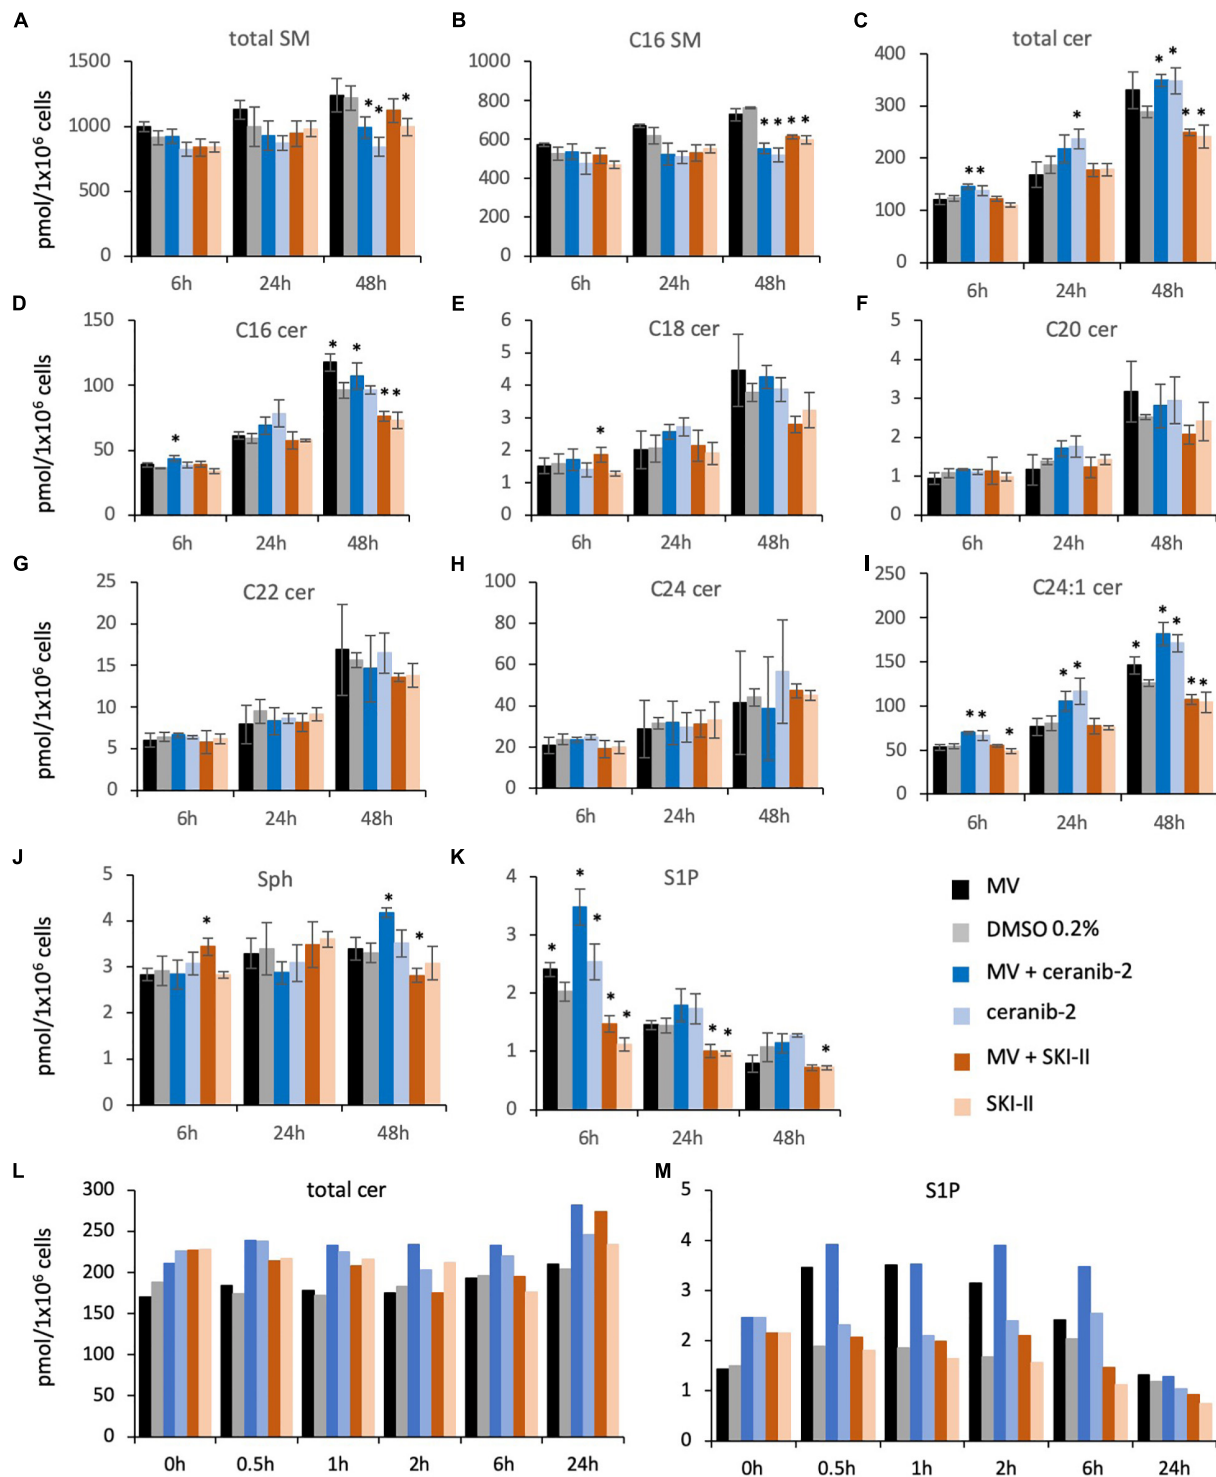 A
total SM
pmol/1x10⁶ cells
1500
1000
500
0
6h 24h 48h
* * *
B
C16 SM
1000
800
600
400
200
0
6h 24h 48h
* * * *
C
total cer
400
300
200
100
0
6h 24h 48h
* * * * * * *
D
C16 cer
pmol/1x10⁶ cells
150
100
50
0
6h 24h 48h
* * * * *
E
C18 cer
6
5
4
3
2
1
0
6h 24h 48h
*
F
C20 cer
5
4
3
2
1
0
6h 24h 48h
G
C22 cer
pmol/1x10⁶ cells
25
20
15
10
5
0
6h 24h 48h
H
C24 cer
100
80
60
40
20
0
6h 24h 48h
I
C24:1 cer
250
200
150
100
50
0
6h 24h 48h
* * * * * * * * * *
J
Sph
pmol/1x10⁶ cells
5
4
3
2
1
0
6h 24h 48h
* * *
K
S1P
4
3
2
1
0
6h 24h 48h
* * * * * * * *
MV
DMSO 0.2%
MV + ceranib-2
ceranib-2
MV + SKI-II
SKI-II
L
total cer
pmol/1x10⁶ cells
300
250
200
150
100
50
0
0h 0.5h 1h 2h 6h 24h
M
S1P
5
4
3
2
1
0
0h 0.5h 1h 2h 6h 24h